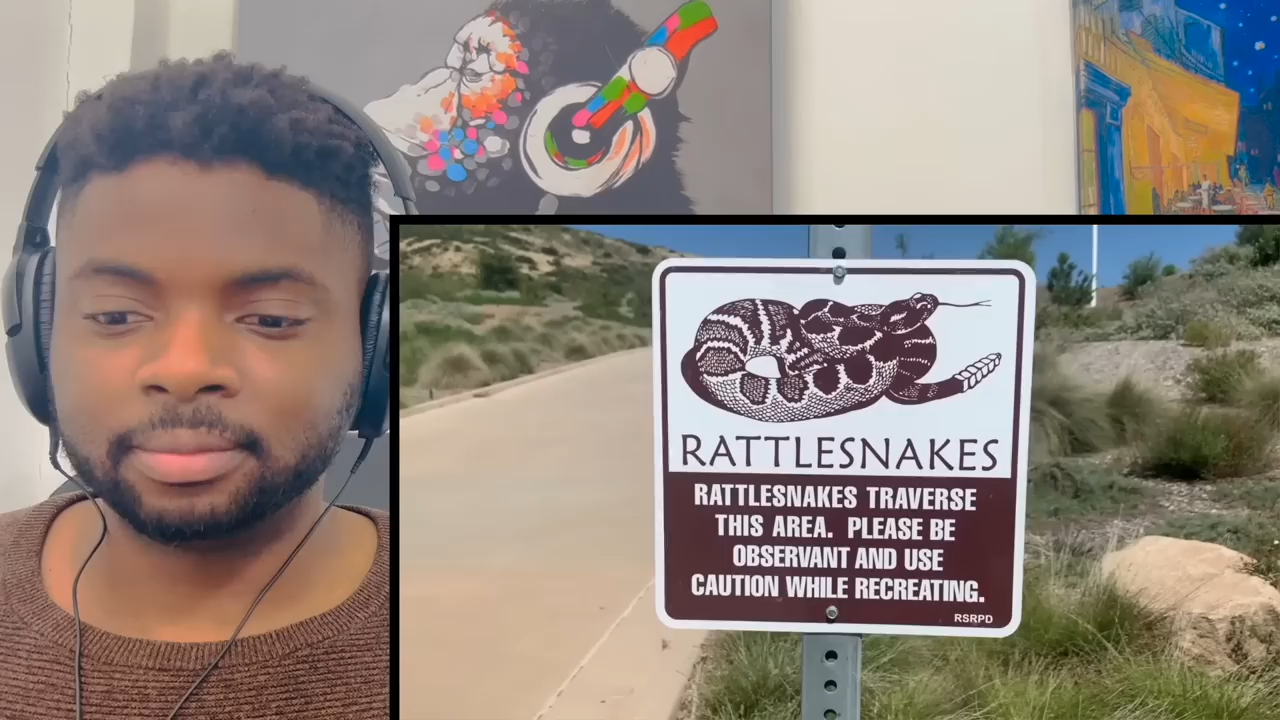 RATTLESNAKES
RATTLESNAKES TRAVERSE
THIS AREA. PLEASE BE
OBSERVANT AND USE
CAUTION WHILE RECREATING.
RSRPD